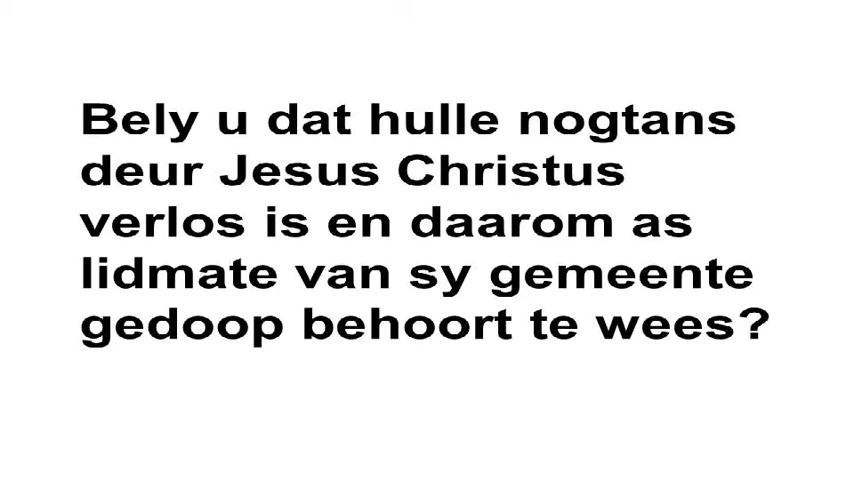 Bely u dat hulle nogtans
deur Jesus Christus
verlos is en daarom as
lidmate van sy gemeente
gedoop behoort te wees?